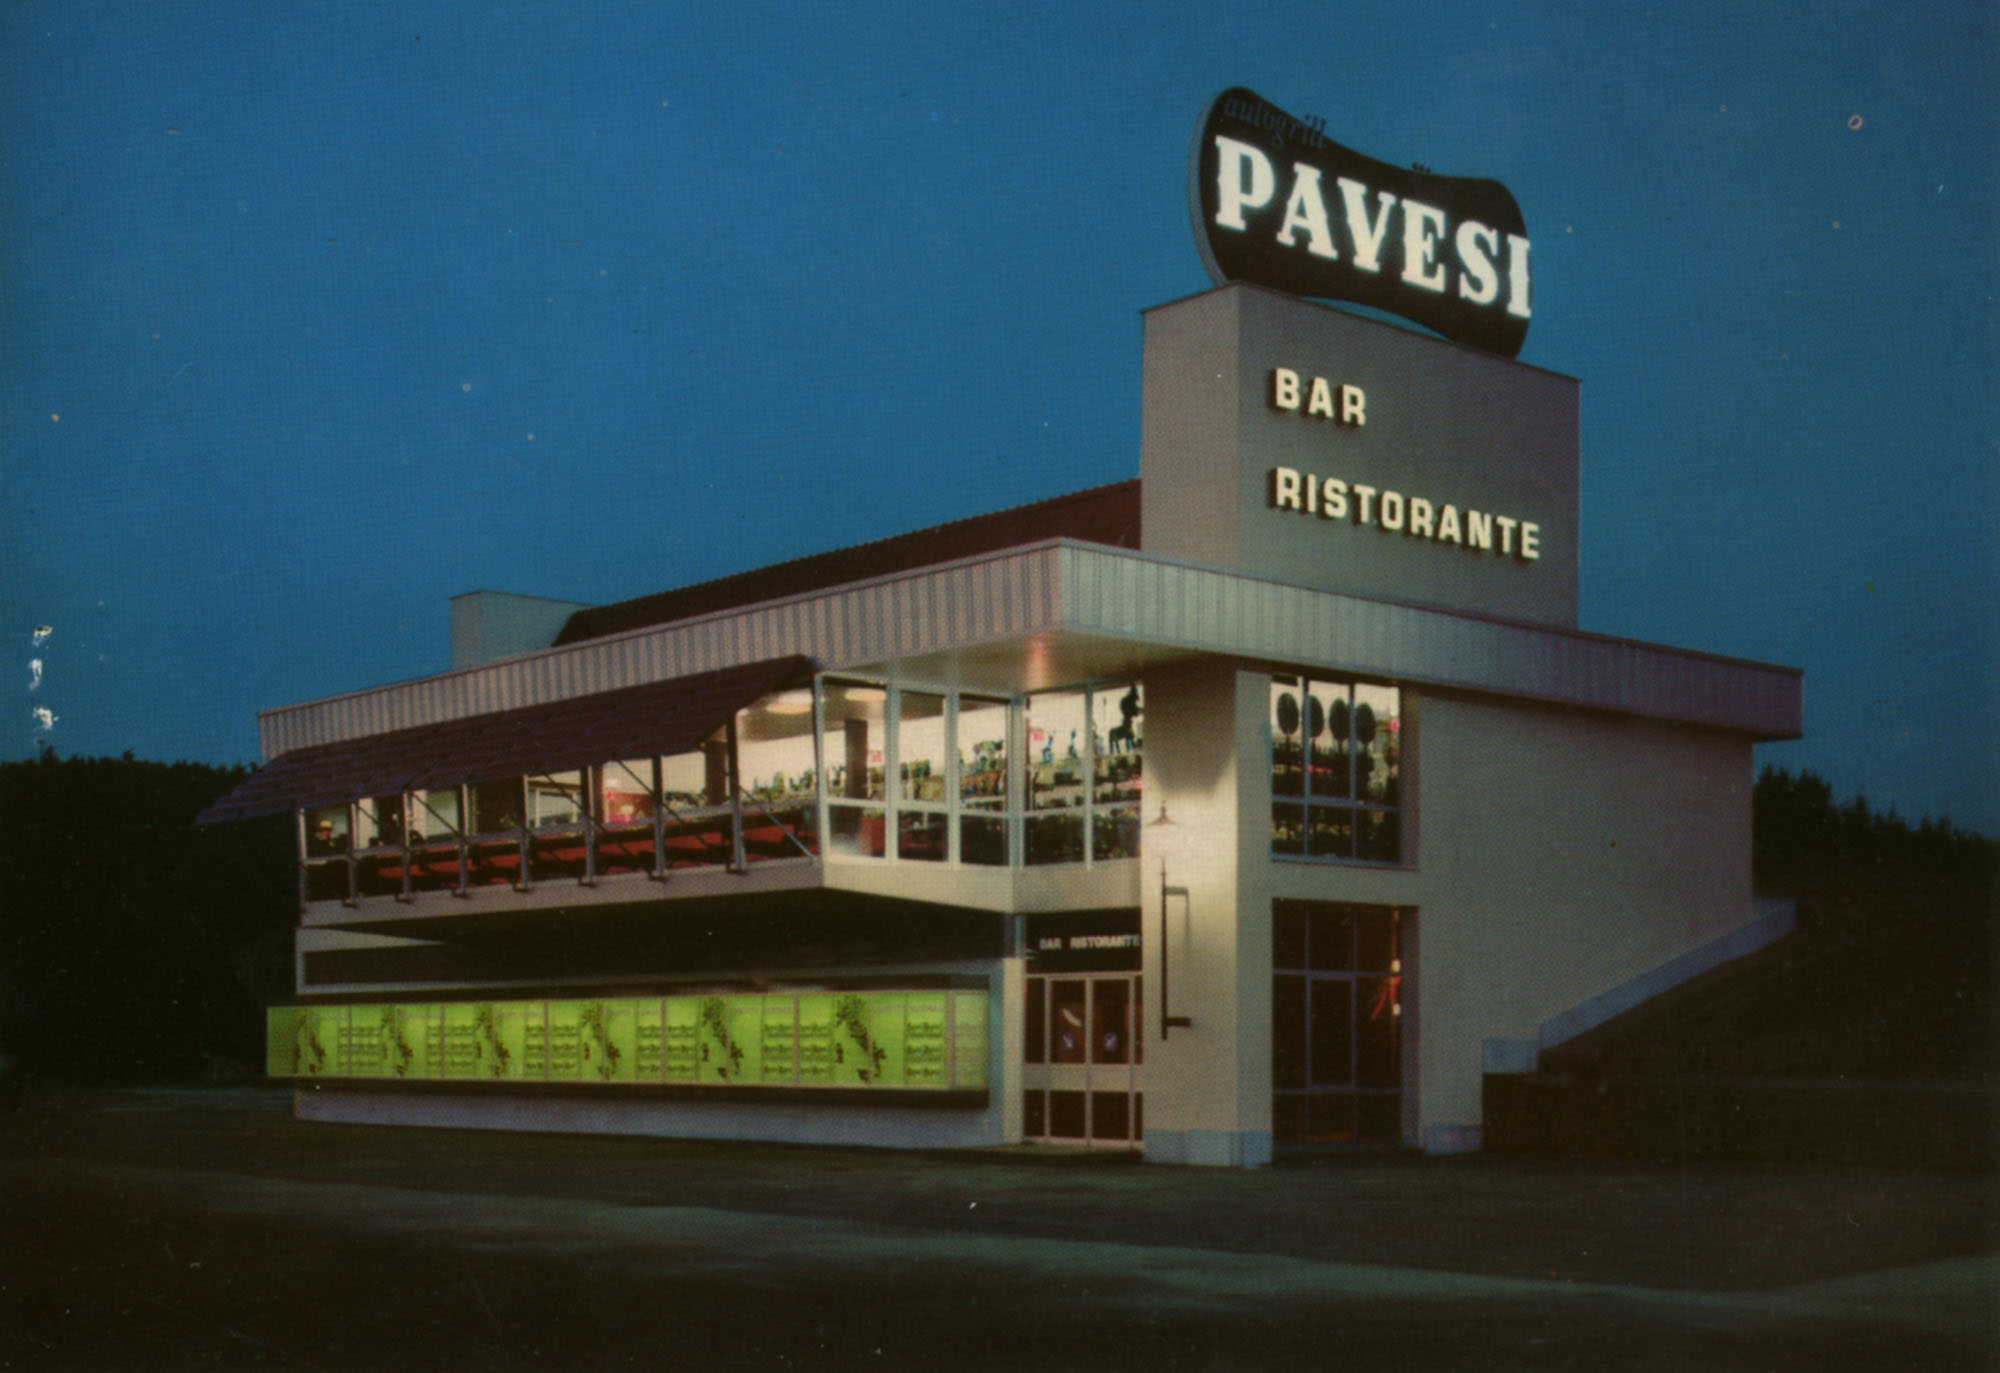 autogrill
PAVESI
BAR
RISTORANTE
BAR RISTORANTE